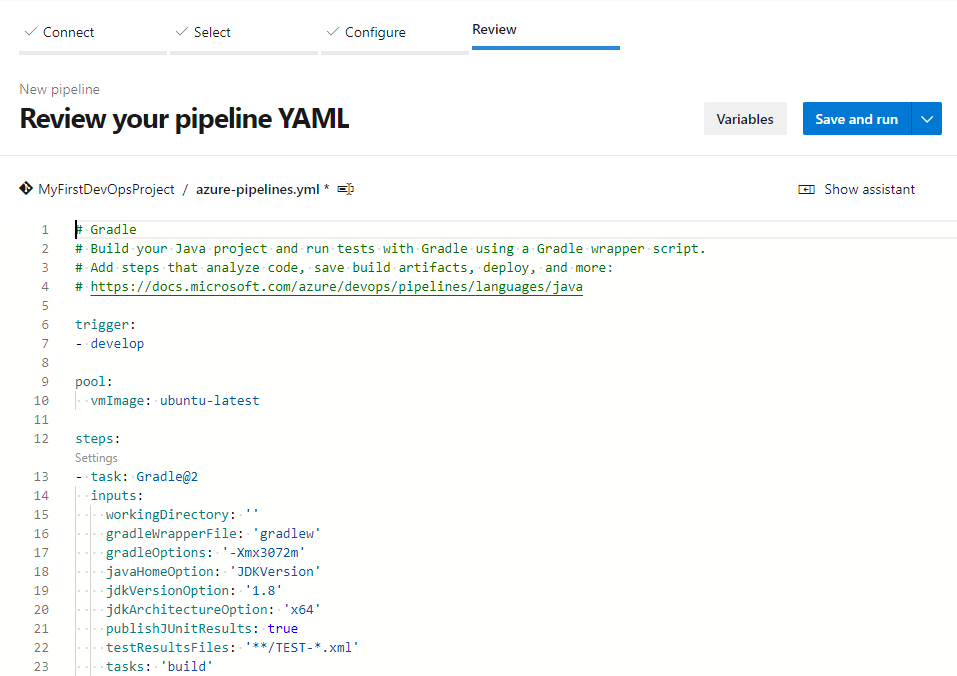 Connect Select Configure Review
New pipeline
Review your pipeline YAML
Variables Save and run
MyFirstDevOpsProject / azure-pipelines.yml * Show assistant
1 # Gradle
2 # Build your Java project and run tests with Gradle using a Gradle wrapper script.
3 # Add steps that analyze code, save build artifacts, deploy, and more:
4 # https://docs.microsoft.com/azure/devops/pipelines/languages/java
5
6 trigger:
7 - develop
8
9 pool:
10   vmImage: ubuntu-latest
11
12 steps:
Settings
13 - task: Gradle@2
14   inputs:
15     workingDirectory: ''
16     gradleWrapperFile: 'gradlew'
17     gradleOptions: '-Xmx3072m'
18     javaHomeOption: 'JDKVersion'
19     jdkVersionOption: '1.8'
20     jdkArchitectureOption: 'x64'
21     publishJUnitResults: true
22     testResultsFiles: '**/TEST-*.xml'
23     tasks: 'build'